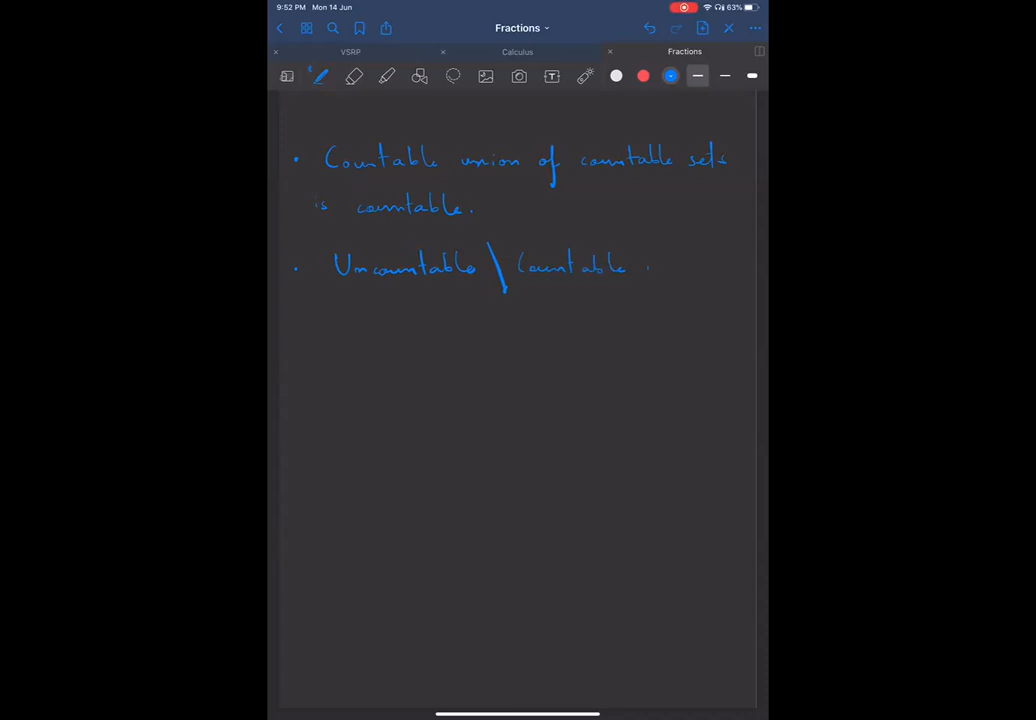 9:52 PM Mon 14 Jun
63%
Fractions
VSRP
Calculus
Fractions
• Countable union of countable sets
is countable.
• Uncountable \ Countable